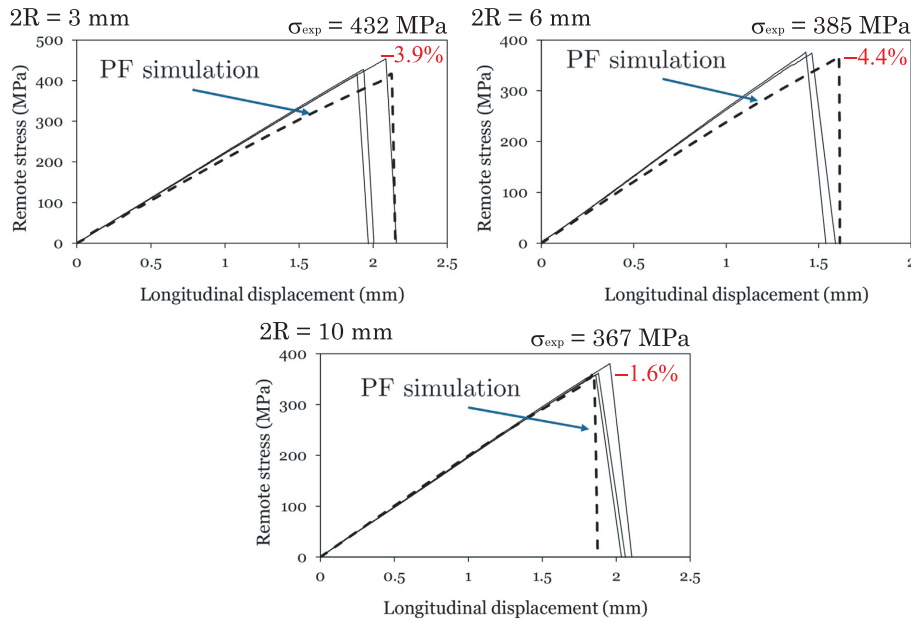 2R = 3 mm
σexp = 432 MPa
500
400
300
200
100
0
Remote stress (MPa)
PF simulation
–3.9%
0 0.5 1 1.5 2 2.5
Longitudinal displacement (mm)
2R = 6 mm
σexp = 385 MPa
400
300
200
100
0
Remote stress (MPa)
PF simulation
–4.4%
0 0.5 1 1.5 2
Longitudinal displacement (mm)
2R = 10 mm
σexp = 367 MPa
400
300
200
100
0
Remote stress (MPa)
PF simulation
–1.6%
0 0.5 1 1.5 2 2.5
Longitudinal displacement (mm)